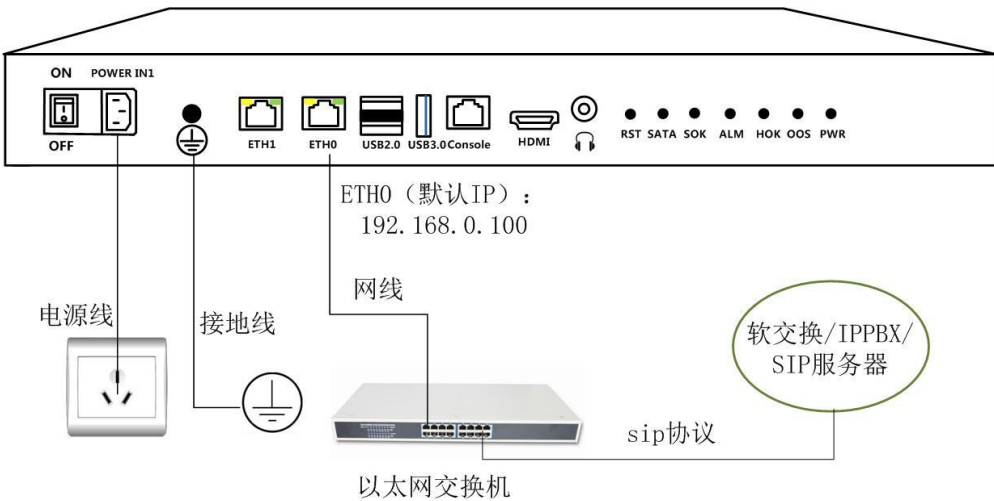 ON
POWER IN1
OFF
ETH1
ETH0
USB2.0
USB3.0
Console
HDMI
RST SATA SOK ALM HOK OOS PWR
ETH0（默认IP）：
192.168.0.100
网线
电源线
接地线
软交换/IPPBX/
SIP服务器
sip协议
以太网交换机